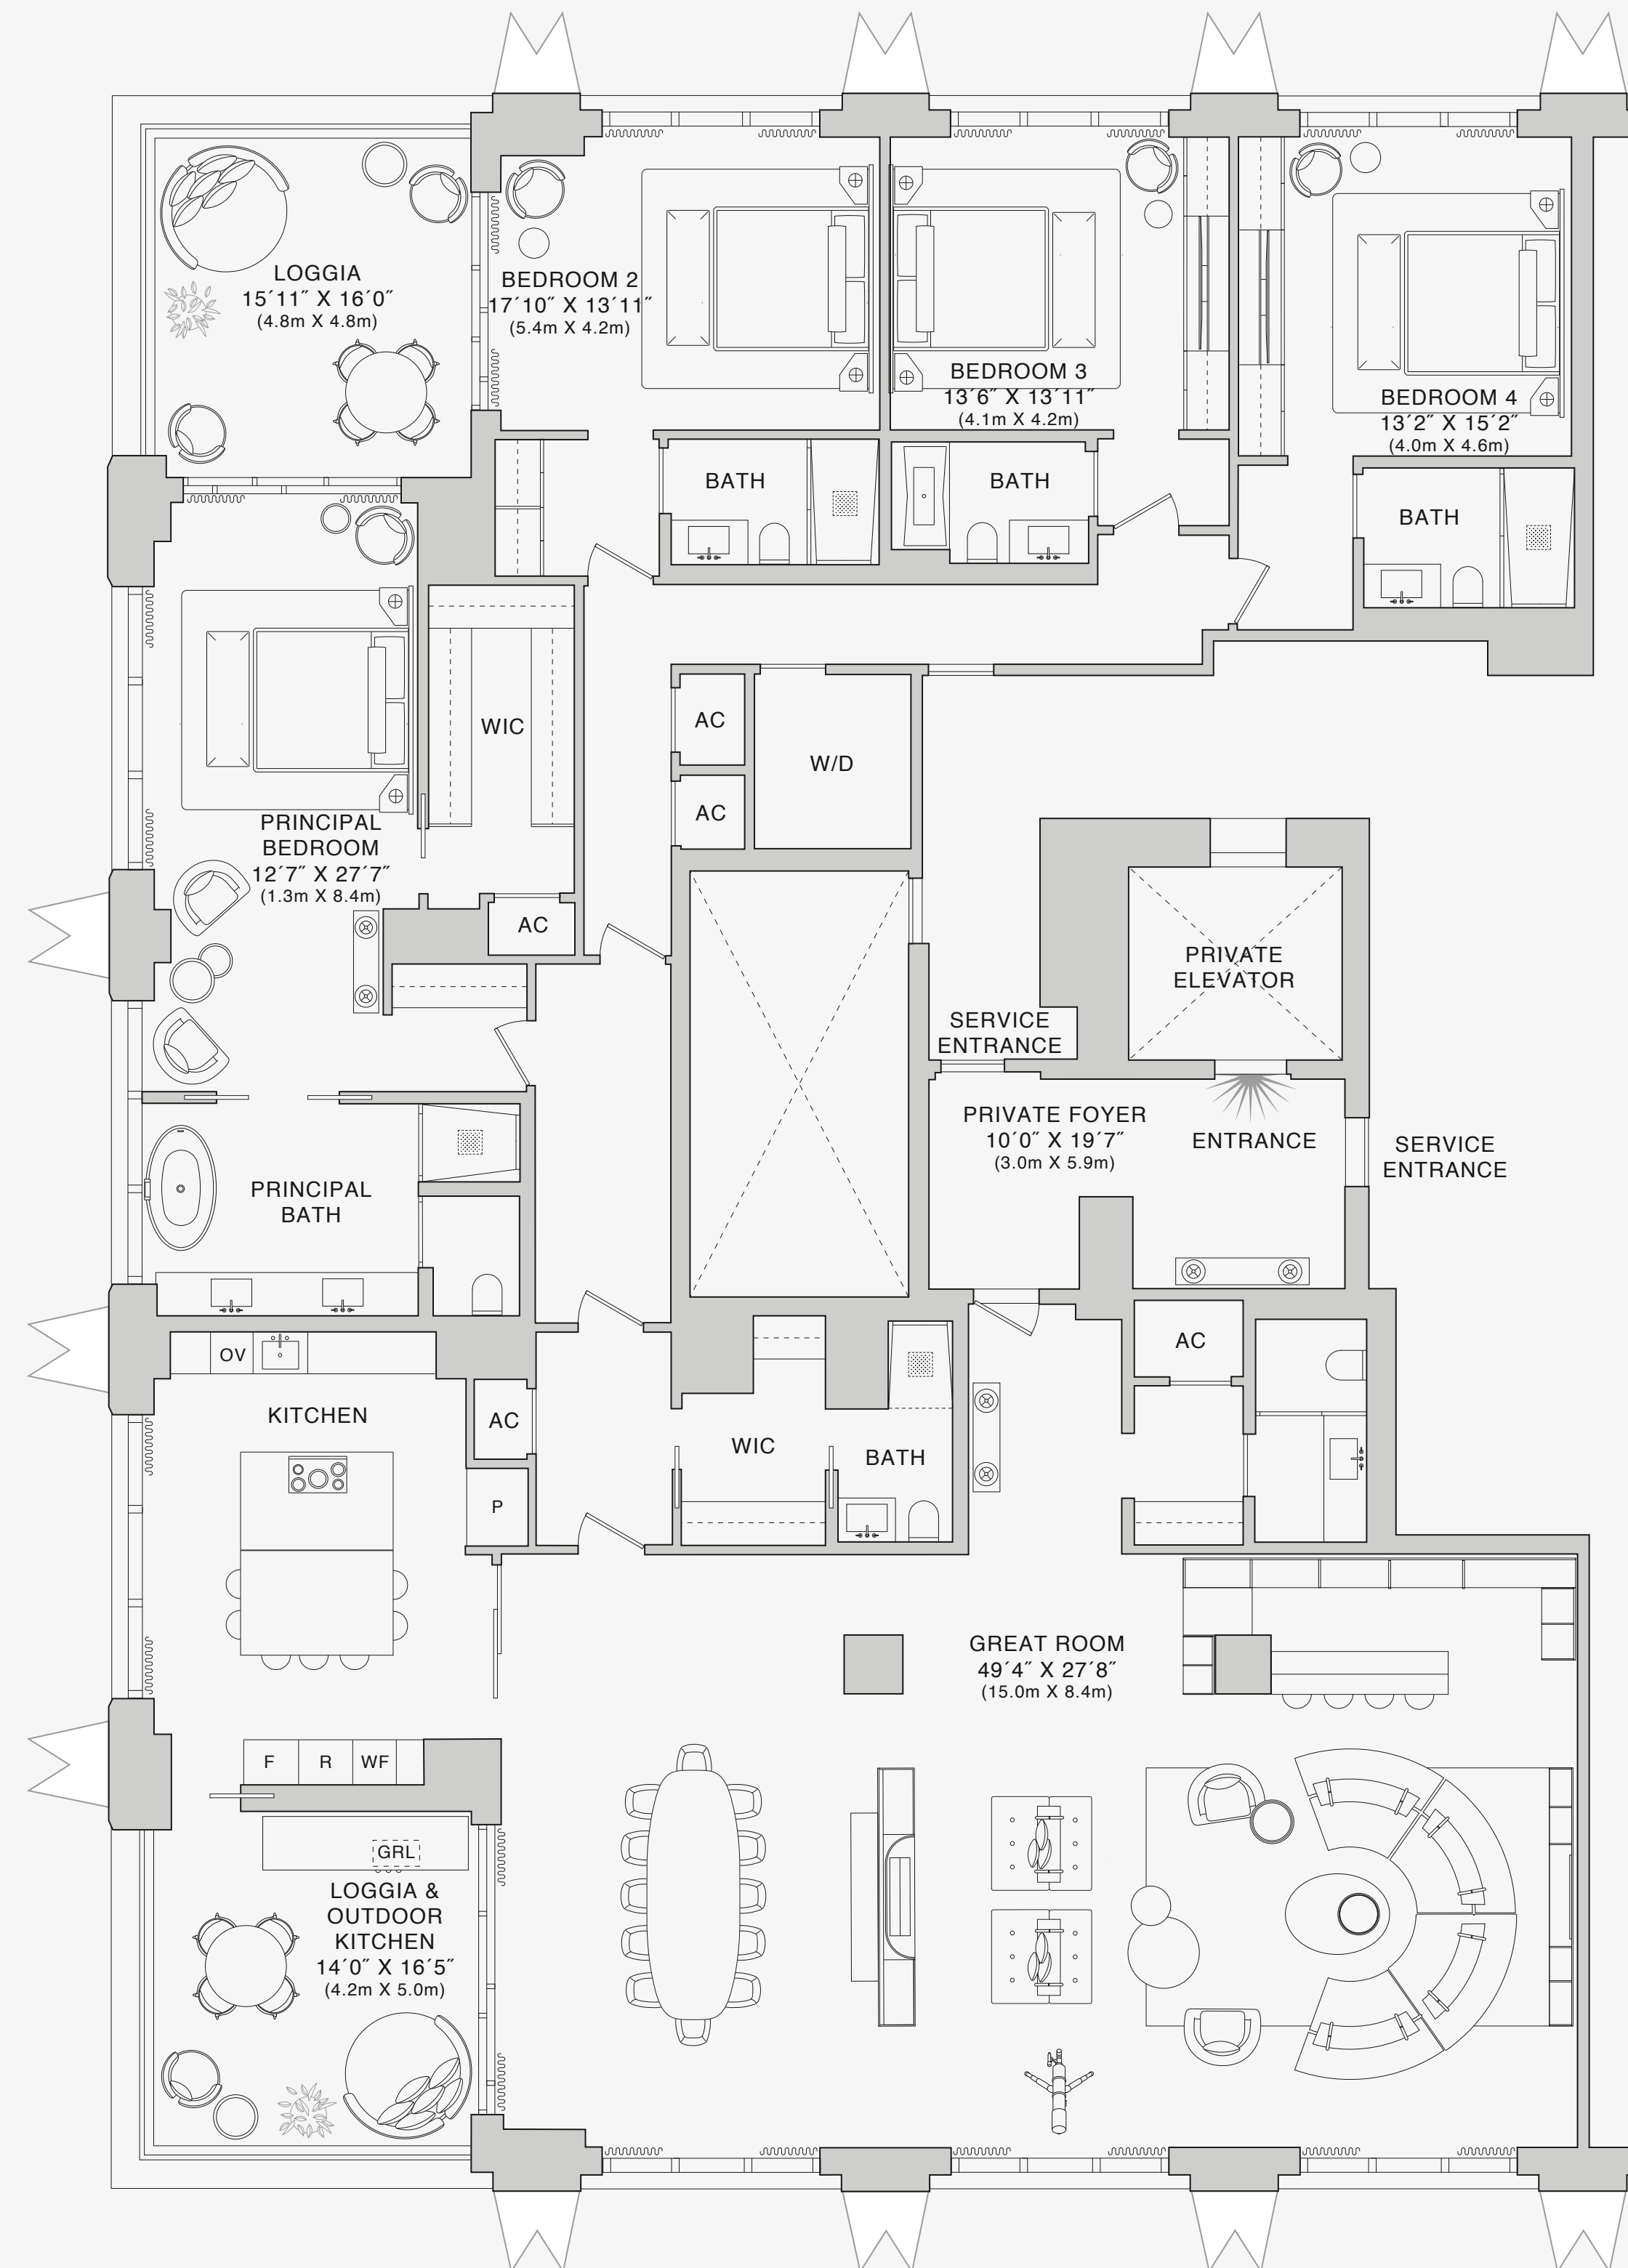 LOGGIA
15´11˝ X 16´0˝
(4.8m X 4.8m)
BEDROOM 2
17´10˝ X 13´11˝
(5.4m X 4.2m)
BEDROOM 3
13´6˝ X 13´11˝
(4.1m X 4.2m)
BEDROOM 4
13´2˝ X 15´2˝
(4.0m X 4.6m)
BATH
BATH
BATH
WIC
AC
W/D
AC
PRINCIPAL
BEDROOM
12´7˝ X 27´7˝
(1.3m X 8.4m)
AC
PRIVATE
ELEVATOR
SERVICE
ENTRANCE
PRIVATE FOYER
10´0˝ X 19´7˝
(3.0m X 5.9m)
ENTRANCE
SERVICE
ENTRANCE
PRINCIPAL
BATH
OV
AC
KITCHEN
AC
WIC
BATH
P
GREAT ROOM
49´4˝ X 27´8˝
(15.0m X 8.4m)
F
R
WF
GRL
LOGGIA &
OUTDOOR
KITCHEN
14´0˝ X 16´5˝
(4.2m X 5.0m)